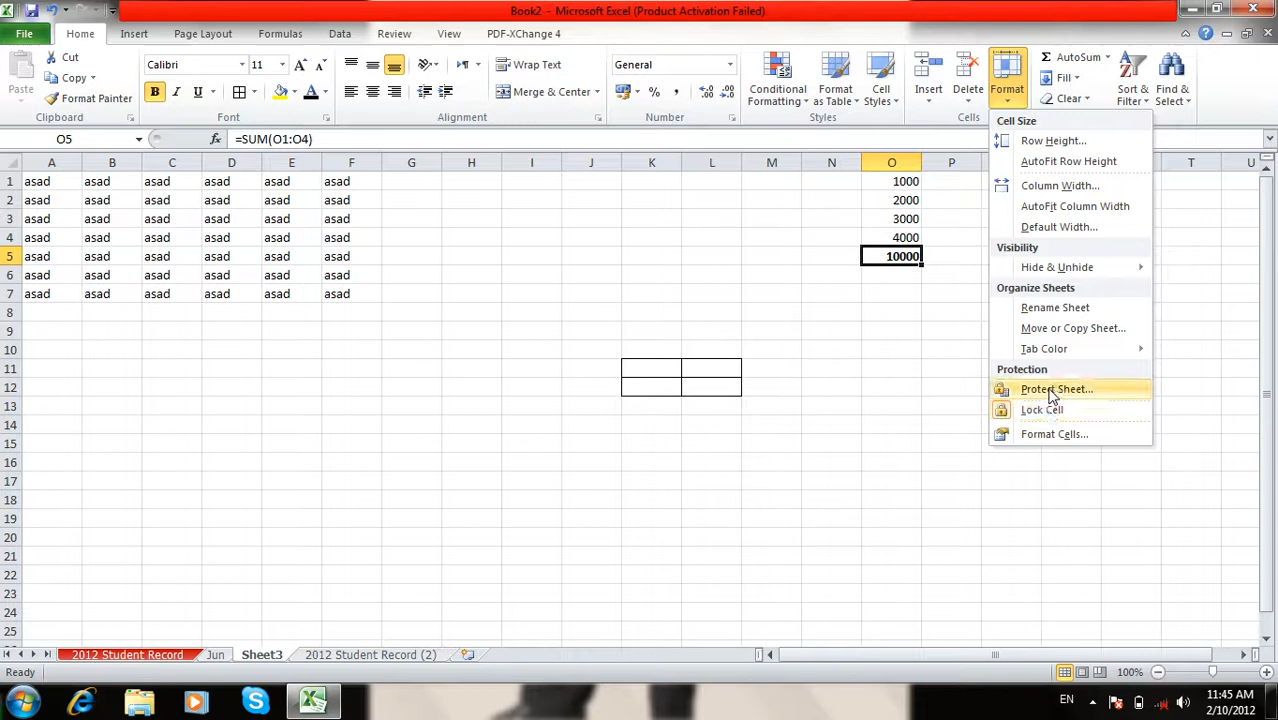 Book2 - Microsoft Excel (Product Activation Failed)
File Home Insert Page Layout Formulas Data Review View PDF-XChange 4
Paste
Cut
Copy
Format Painter
Clipboard
Calibri 11
B I U
Font
Wrap Text
Merge & Center
Alignment
General
%
Number
Conditional Formatting
Format as Table
Cell Styles
Styles
Insert
Delete
Format
Cells
AutoSum
Fill
Clear
Sort & Filter
Find & Select
O5 fx =SUM(O1:O4)
A B C D E F G H I J K L M N O P T U
1 asad asad asad asad asad asad 1000
2 asad asad asad asad asad asad 2000
3 asad asad asad asad asad asad 3000
4 asad asad asad asad asad asad 4000
5 asad asad asad asad asad asad 10000
6 asad asad asad asad asad asad
7 asad asad asad asad asad asad
8
9
10
11
12
13
14
15
16
17
18
19
20
21
22
23
24
25
Cell Size
Row Height...
AutoFit Row Height
Column Width...
AutoFit Column Width
Default Width...
Visibility
Hide & Unhide
Organize Sheets
Rename Sheet
Move or Copy Sheet...
Tab Color
Protection
Protect Sheet...
Lock Cell
Format Cells...
2012 Student Record Jun Sheet3 2012 Student Record (2)
Ready 100%
EN 11:45 AM
2/10/2012